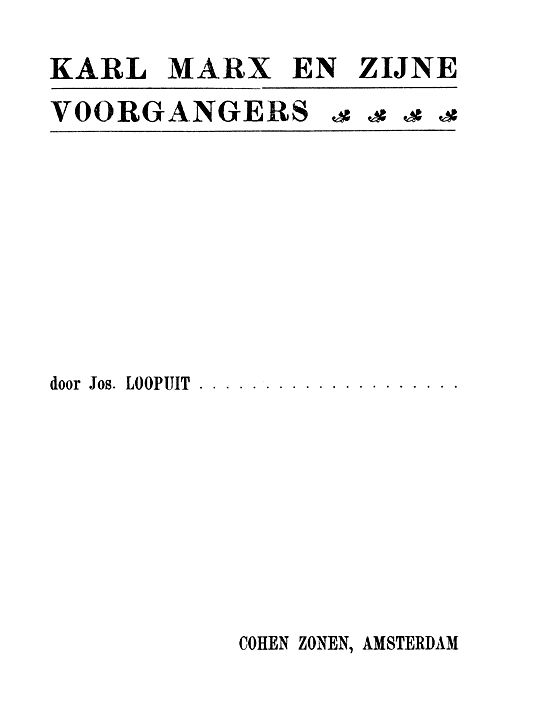 KARL MARX EN ZIJNE
VOORGANGERS
door Jos. LOOPUIT . . . . . . . . . . . . . . . . . . . .
COHEN ZONEN, AMSTERDAM